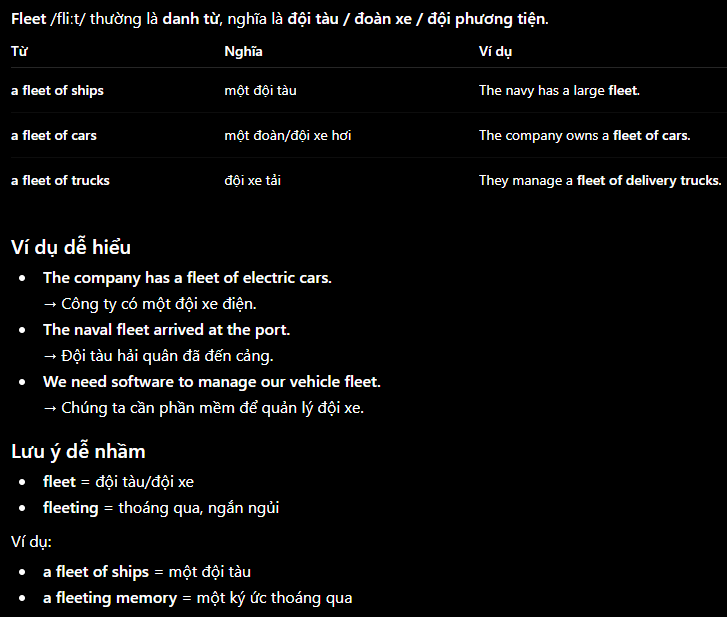 Fleet /fliːt/ thường là danh từ, nghĩa là đội tàu / đoàn xe / đội phương tiện.
Từ Nghĩa Ví dụ
a fleet of ships một đội tàu The navy has a large fleet.
a fleet of cars một đoàn/đội xe hơi The company owns a fleet of cars.
a fleet of trucks đội xe tải They manage a fleet of delivery trucks.
Ví dụ dễ hiểu
• The company has a fleet of electric cars.
→ Công ty có một đội xe điện.
• The naval fleet arrived at the port.
→ Đội tàu hải quân đã đến cảng.
• We need software to manage our vehicle fleet.
→ Chúng ta cần phần mềm để quản lý đội xe.
Lưu ý dễ nhầm
• fleet = đội tàu/đội xe
• fleeting = thoáng qua, ngắn ngủi
Ví dụ:
• a fleet of ships = một đội tàu
• a fleeting memory = một ký ức thoáng qua